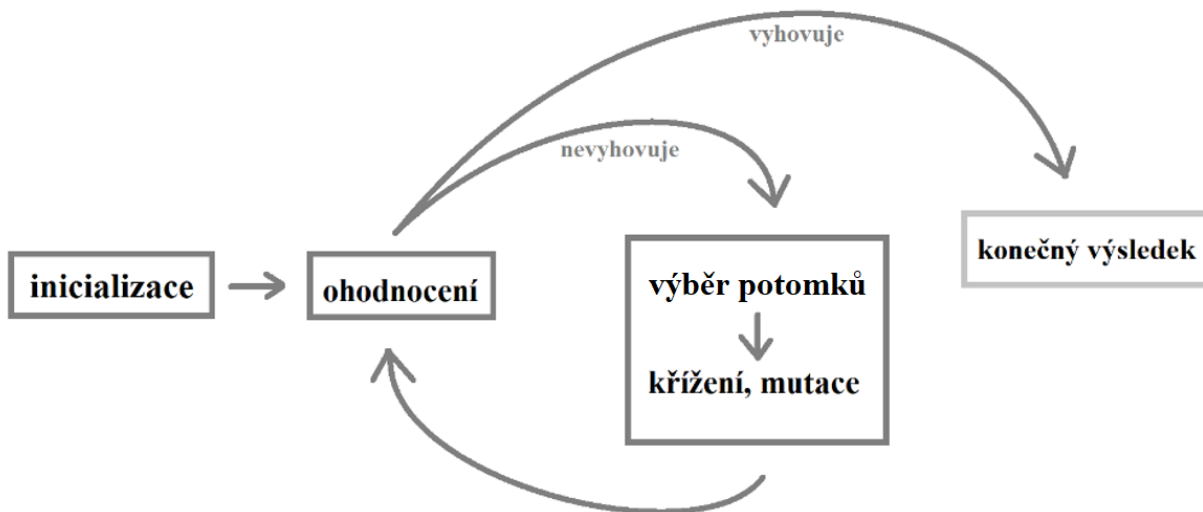 vyhovuje
nevyhovuje
inicializace
ohodnocení
výběr potomků
křížení, mutace
konečný výsledek